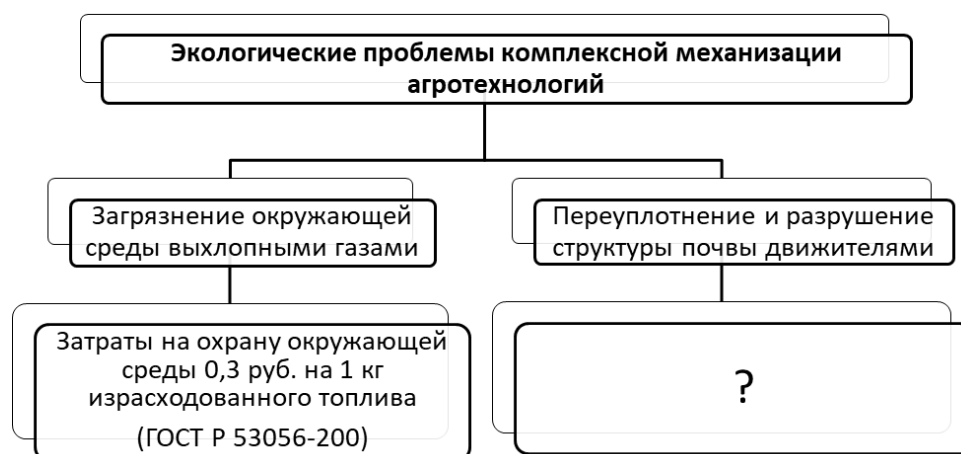 Экологические проблемы комплексной механизации
агротехнологий
Загрязнение окружающей
среды выхлопными газами
Переуплотнение и разрушение
структуры почвы движителями
Затраты на охрану окружающей
среды 0,3 руб. на 1 кг
израсходованного топлива
(ГОСТ Р 53056-200)
?